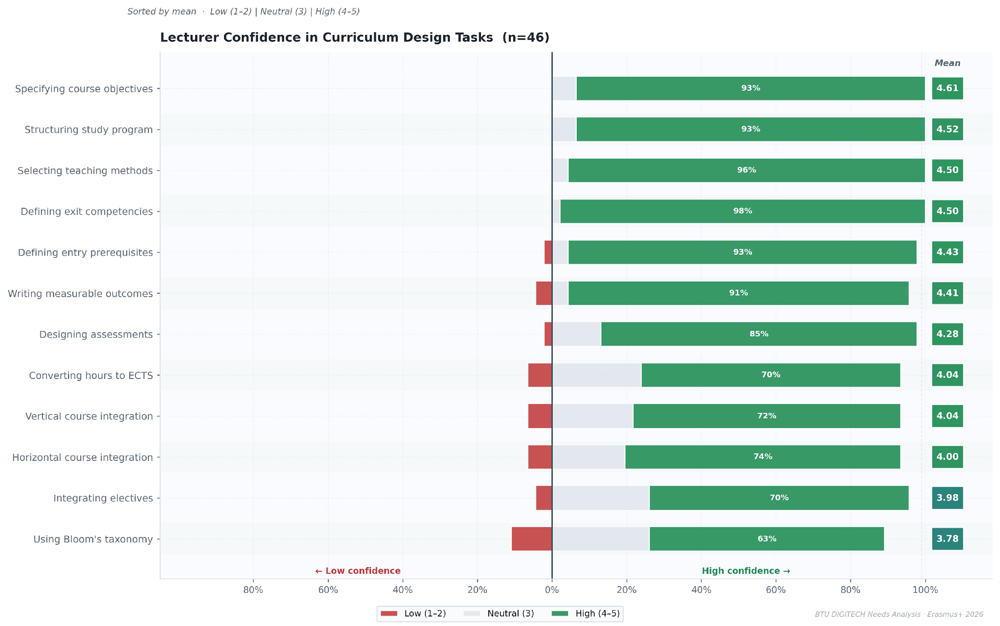 Sorted by mean · Low (1–2) | Neutral (3) | High (4–5)
Lecturer Confidence in Curriculum Design Tasks (n=46)
Mean
Specifying course objectives 93% 4.61
Structuring study program 93% 4.52
Selecting teaching methods 96% 4.50
Defining exit competencies 98% 4.50
Defining entry prerequisites 93% 4.43
Writing measurable outcomes 91% 4.41
Designing assessments 85% 4.28
Converting hours to ECTS 70% 4.04
Vertical course integration 72% 4.04
Horizontal course integration 74% 4.00
Integrating electives 70% 3.98
Using Bloom's taxonomy 63% 3.78
← Low confidence High confidence →
80% 60% 40% 20% 0% 20% 40% 60% 80% 100%
Low (1–2) Neutral (3) High (4–5)
BTU DIGITECH Needs Analysis · Erasmus+ 2026